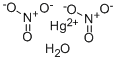 ⁻O O⁻ ⁻O O⁻
N⁺ N⁺
Hg²⁺
O O
H₂O